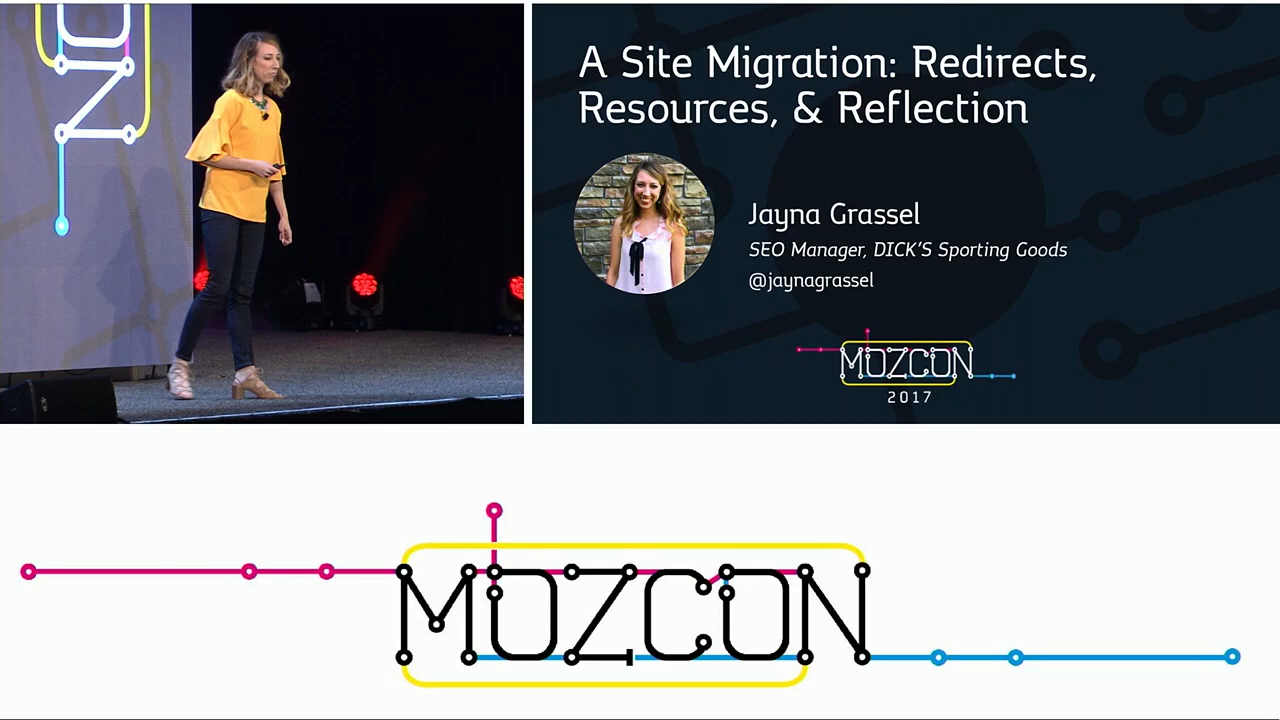 A Site Migration: Redirects,
Resources, & Reflection
Jayna Grassel
SEO Manager, DICK'S Sporting Goods
@jaynagrassel
MOZCON
2017
MOZCON